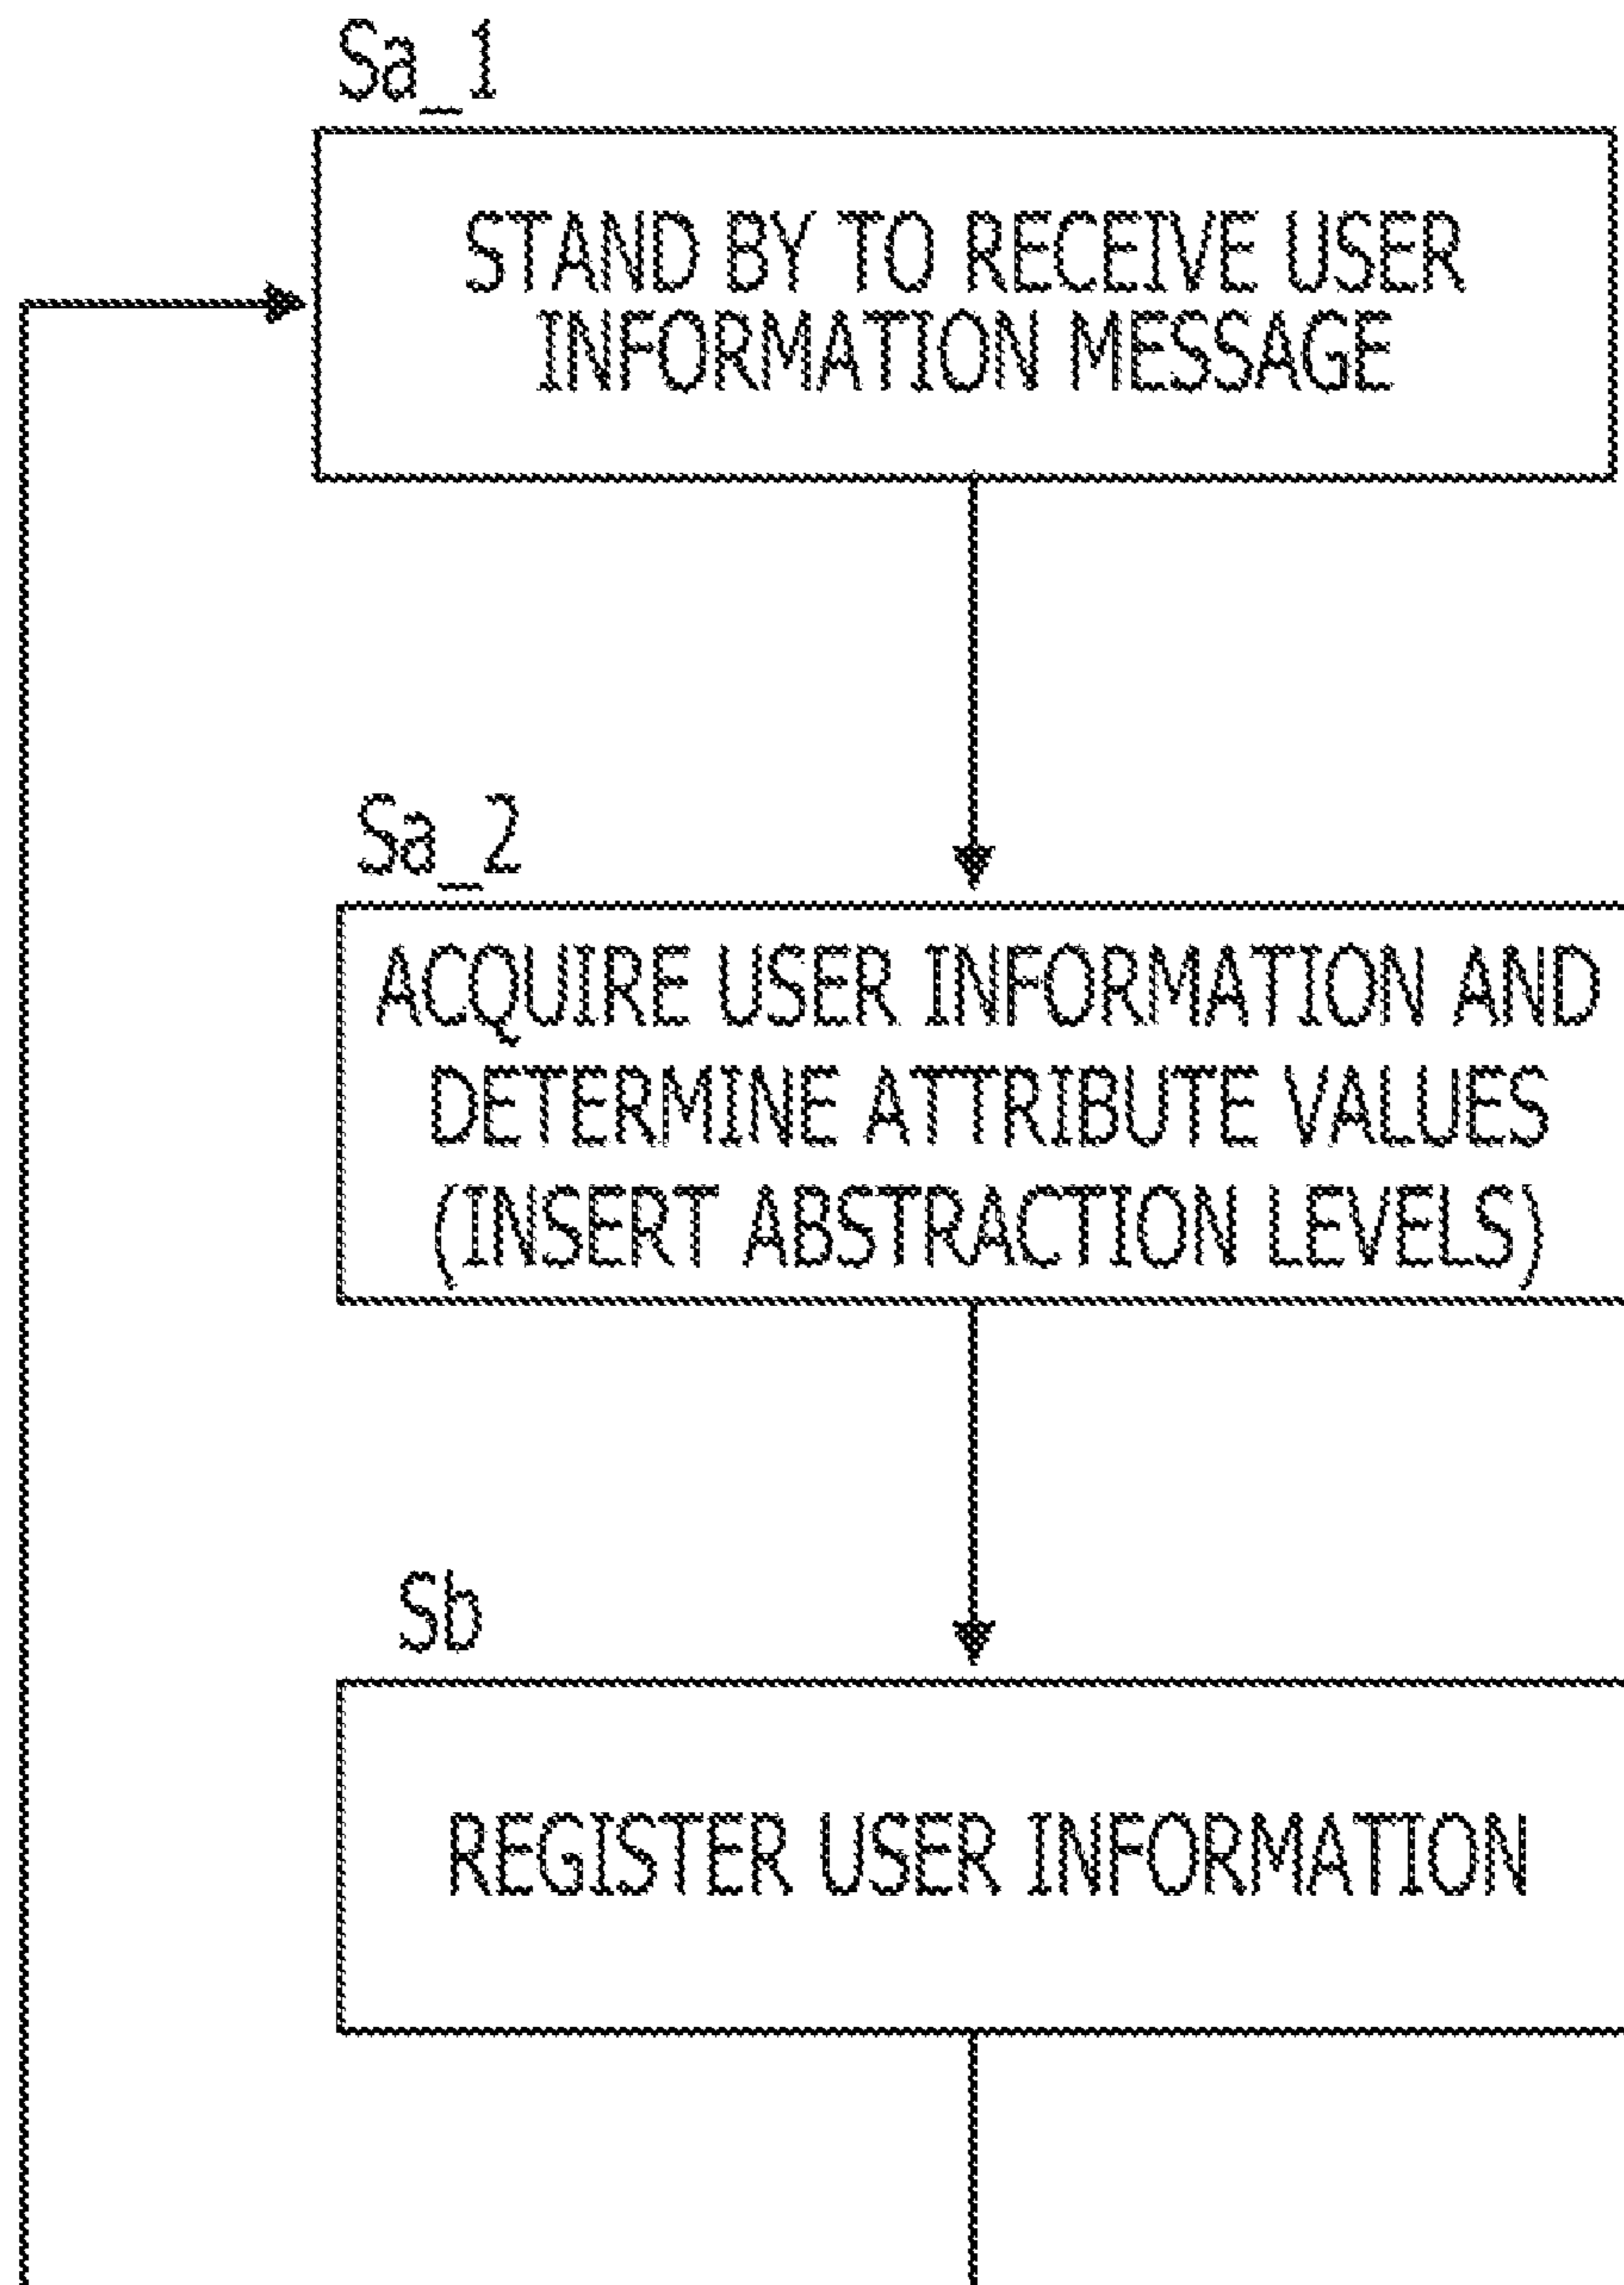 Sa_1
STAND BY TO RECEIVE USER
INFORMATION MESSAGE
Sa_2
ACQUIRE USER INFORMATION AND
DETERMINE ATTRIBUTE VALUES
(INSERT ABSTRACTION LEVELS)
Sb
REGISTER USER INFORMATION